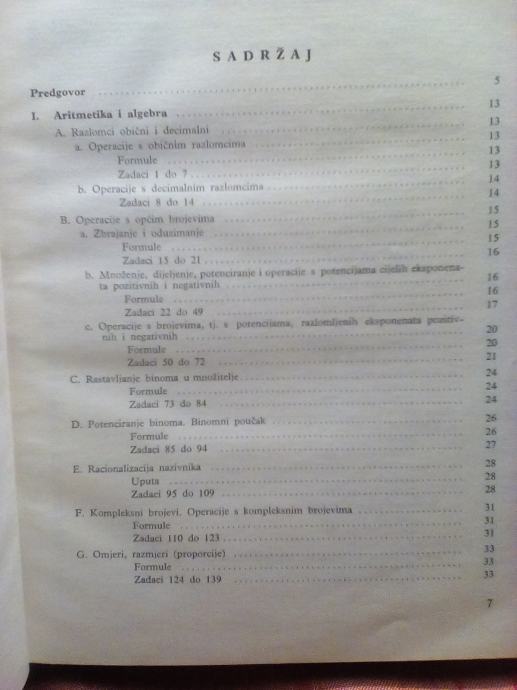 SADRŽAJ
Predgovor 5
I. Aritmetika i algebra 13
A. Razlomci obični i decimalni 13
a. Operacije s običnim razlomcima 13
Formule 13
Zadaci 1 do 7 13
b. Operacije s decimalnim razlomcima 14
Zadaci 8 do 14 14
B. Operacije s općim brojevima 15
a. Zbrajanje i oduzimanje 15
Formule 15
Zadaci 15 do 21 16
b. Množenje, dijeljenje, potenciranje i operacije s potencijama cijelih eksponena-
ta pozitivnih i negativnih 16
Formule 16
Zadaci 22 do 49 17
c. Operacije s brojevima, tj. s potencijama, razlomljenih eksponenata pozitiv-
nih i negativnih 20
Formule 20
Zadaci 50 do 72 21
C. Rastavljanje binoma u množitelje 24
Formule 24
Zadaci 73 do 84 24
D. Potenciranje binoma. Binomni poučak 26
Formule 26
Zadaci 85 do 94 27
E. Racionalizacija nazivnika 28
Uputa 28
Zadaci 95 do 109 28
F. Kompleksni brojevi. Operacije s kompleksnim brojevima 31
Formule 31
Zadaci 110 do 123 31
G. Omjeri, razmjeri (proporcije) 33
Formule 33
Zadaci 124 do 139 33
7